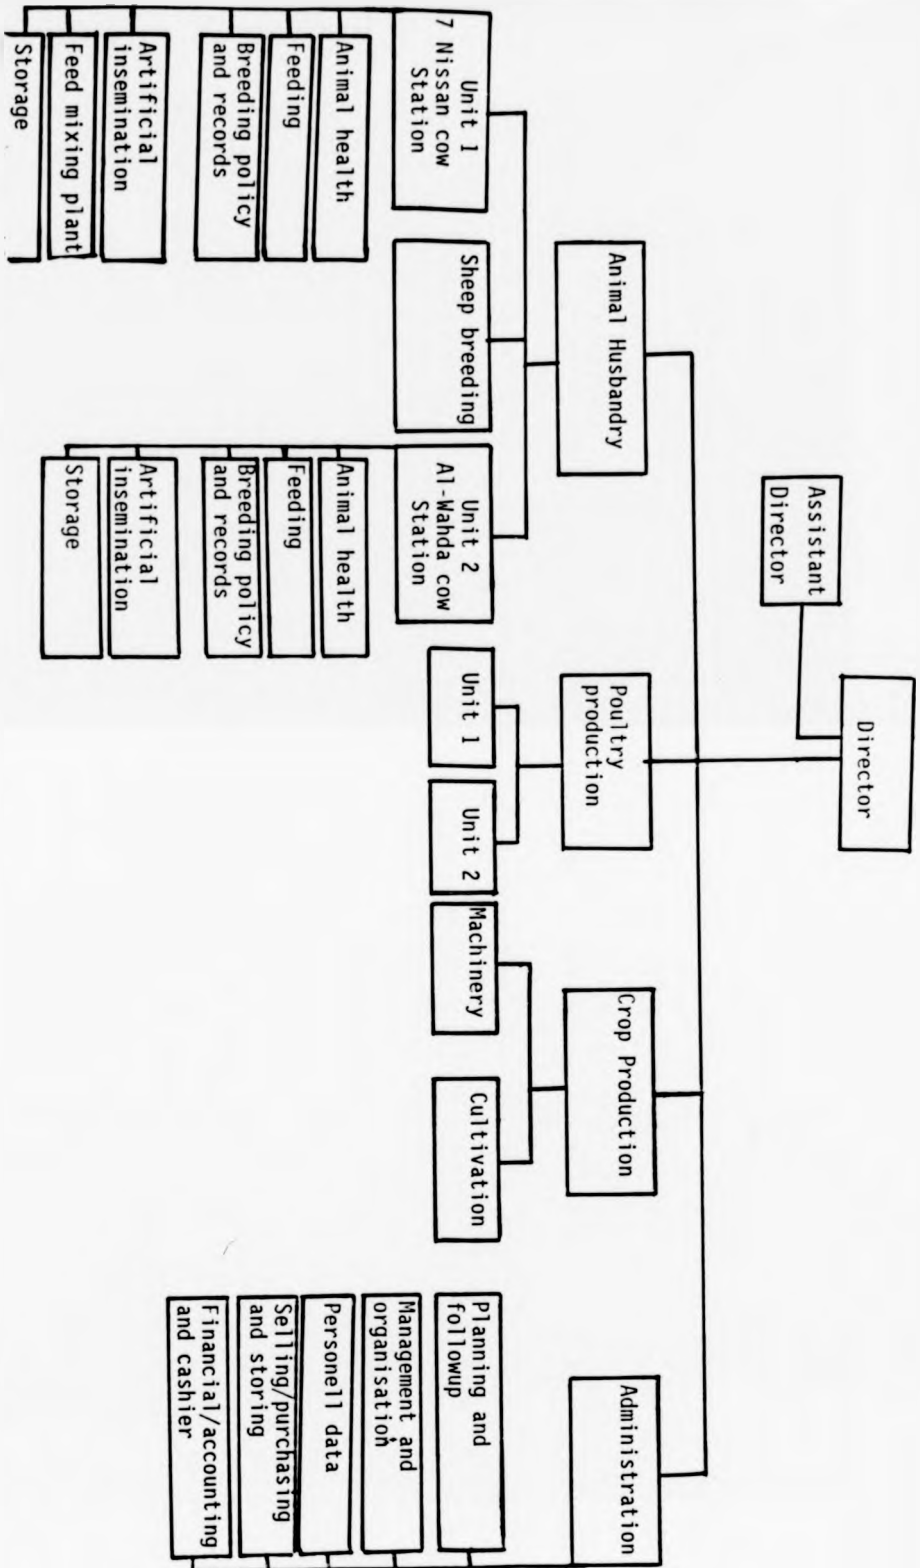 Director
Assistant
Director
Animal Husbandry
Poultry
production
Crop Production
Administration
Unit 1
7 Nissan cow
Station
Sheep breeding
Unit 2
Al-Wahda cow
Station
Unit 1
Unit 2
Machinery
Cultivation
Animal health
Feeding
Breeding policy
and records
Artificial
insemination
Feed mixing plant
Storage
Animal health
Feeding
Breeding policy
and records
Artificial
insemination
Storage
Planning and
followup
Management and
organisation
Personell data
Selling/purchasing
and storing
Financial/accounting
and cashier